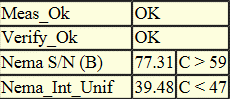 Meas_Ok OK
Verify_Ok OK
Nema S/N (B) 77.31 C > 59
Nema_Int_Unif 39.48 C < 47